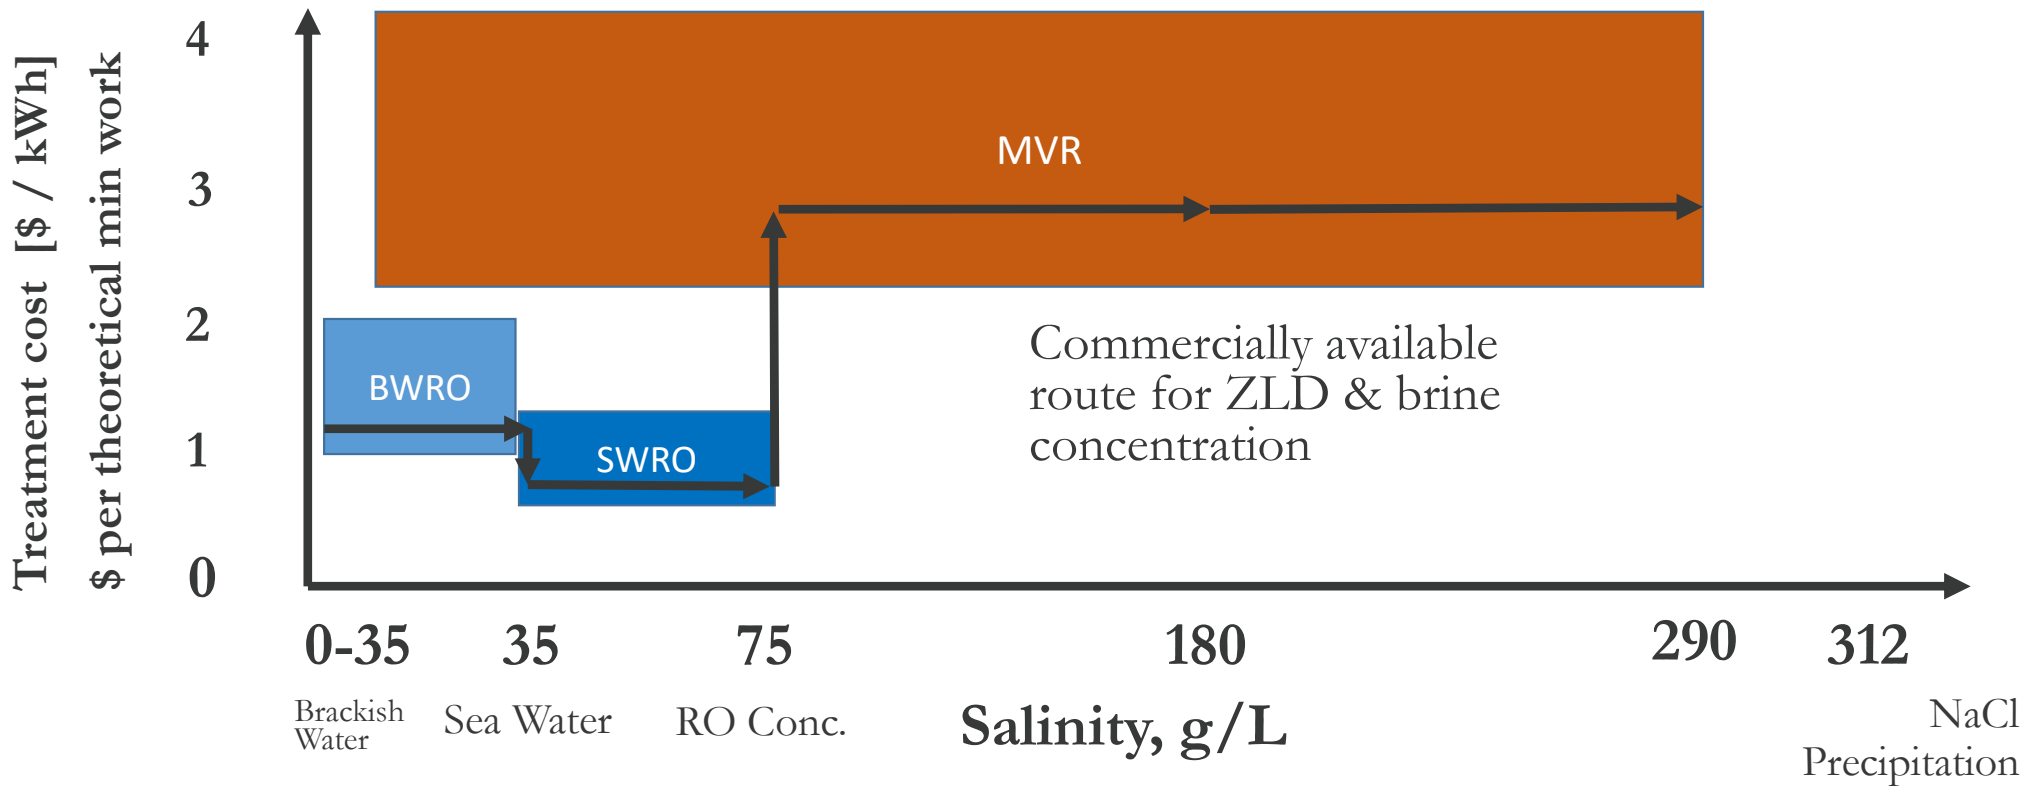 Treatment cost [$ / kWh]
$ per theoretical min work
4
3
2
1
0
MVR
BWRO
SWRO
Commercially available
route for ZLD & brine
concentration
0-35
35
75
180
290
312
Brackish
Water
Sea Water
RO Conc.
Salinity, g/L
NaCl
Precipitation